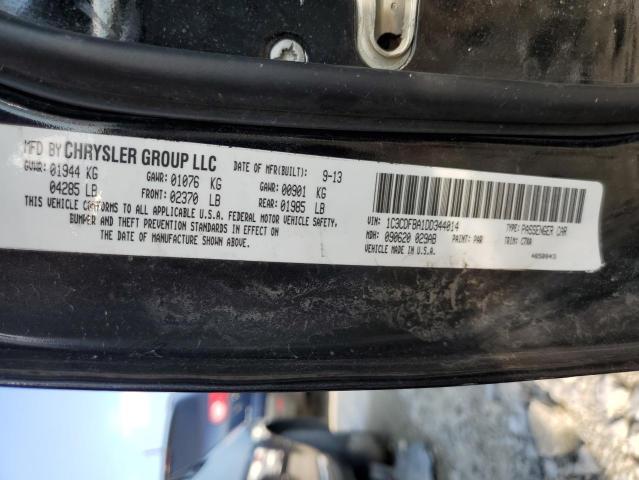 MFD BY CHRYSLER GROUP LLC DATE OF MFR(BUILT): 9-13
GVWR: 01944 KG GAWR: 01076 KG GAWR: 00901 KG
04285 LB FRONT: 02370 LB REAR: 01985 LB
THIS VEHICLE CONFORMS TO ALL APPLICABLE U.S.A. FEDERAL MOTOR VEHICLE SAFETY,
BUMPER AND THEFT PREVENTION STANDARDS IN EFFECT ON
THE DATE OF MANUFACTURE SHOWN ABOVE.
VIN: 1C3CDFBA1DD344014 TYPE: PASSENGER CAR
MDH: 090620 029AB PAINT: PAR TRIM: C7XA
VEHICLE MADE IN U.S.A.